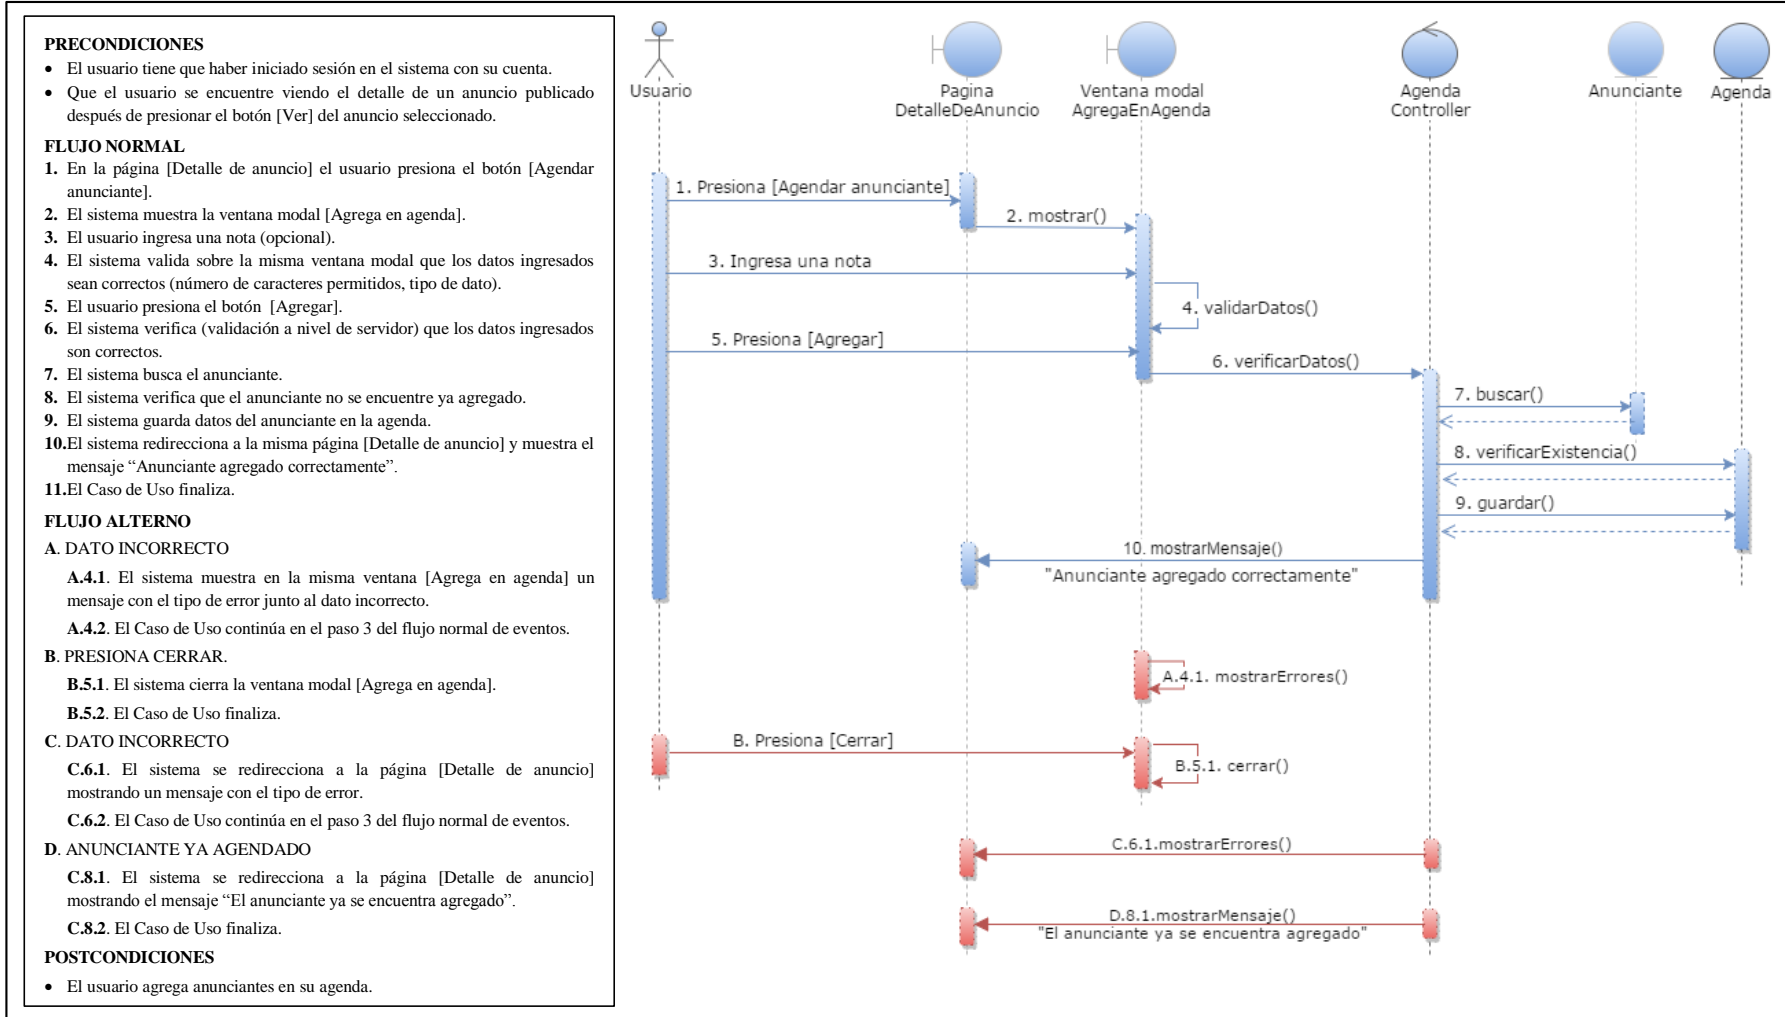 PRECONDICIONES
• El usuario tiene que haber iniciado sesión en el sistema con su cuenta.
• Que el usuario se encuentre viendo el detalle de un anuncio publicado
después de presionar el botón [Ver] del anuncio seleccionado.
FLUJO NORMAL
1. En la página [Detalle de anuncio] el usuario presiona el botón [Agendar
anunciante].
2. El sistema muestra la ventana modal [Agrega en agenda].
3. El usuario ingresa una nota (opcional).
4. El sistema valida sobre la misma ventana modal que los datos ingresados
sean correctos (número de caracteres permitidos, tipo de dato).
5. El usuario presiona el botón [Agregar].
6. El sistema verifica (validación a nivel de servidor) que los datos ingresados
son correctos.
7. El sistema busca el anunciante.
8. El sistema verifica que el anunciante no se encuentre ya agregado.
9. El sistema guarda datos del anunciante en la agenda.
10.El sistema redirecciona a la misma página [Detalle de anuncio] y muestra el
mensaje “Anunciante agregado correctamente”.
11.El Caso de Uso finaliza.
FLUJO ALTERNO
A. DATO INCORRECTO
A.4.1. El sistema muestra en la misma ventana [Agrega en agenda] un
mensaje con el tipo de error junto al dato incorrecto.
A.4.2. El Caso de Uso continúa en el paso 3 del flujo normal de eventos.
B. PRESIONA CERRAR.
B.5.1. El sistema cierra la ventana modal [Agrega en agenda].
B.5.2. El Caso de Uso finaliza.
C. DATO INCORRECTO
C.6.1. El sistema se redirecciona a la página [Detalle de anuncio]
mostrando un mensaje con el tipo de error.
C.6.2. El Caso de Uso continúa en el paso 3 del flujo normal de eventos.
D. ANUNCIANTE YA AGENDADO
C.8.1. El sistema se redirecciona a la página [Detalle de anuncio]
mostrando el mensaje “El anunciante ya se encuentra agregado”.
C.8.2. El Caso de Uso finaliza.
POSTCONDICIONES
• El usuario agrega anunciantes en su agenda.
Usuario
Pagina
DetalleDeAnuncio
Ventana modal
AgregaEnAgenda
Agenda
Controller
Anunciante
Agenda
1. Presiona [Agendar anunciante]
2. mostrar()
3. Ingresa una nota
4. validarDatos()
5. Presiona [Agregar]
6. verificarDatos()
7. buscar()
8. verificarExistencia()
9. guardar()
10. mostrarMensaje()
"Anunciante agregado correctamente"
A.4.1. mostrarErrores()
B. Presiona [Cerrar]
B.5.1. cerrar()
C.6.1.mostrarErrores()
D.8.1.mostrarMensaje()
"El anunciante ya se encuentra agregado"